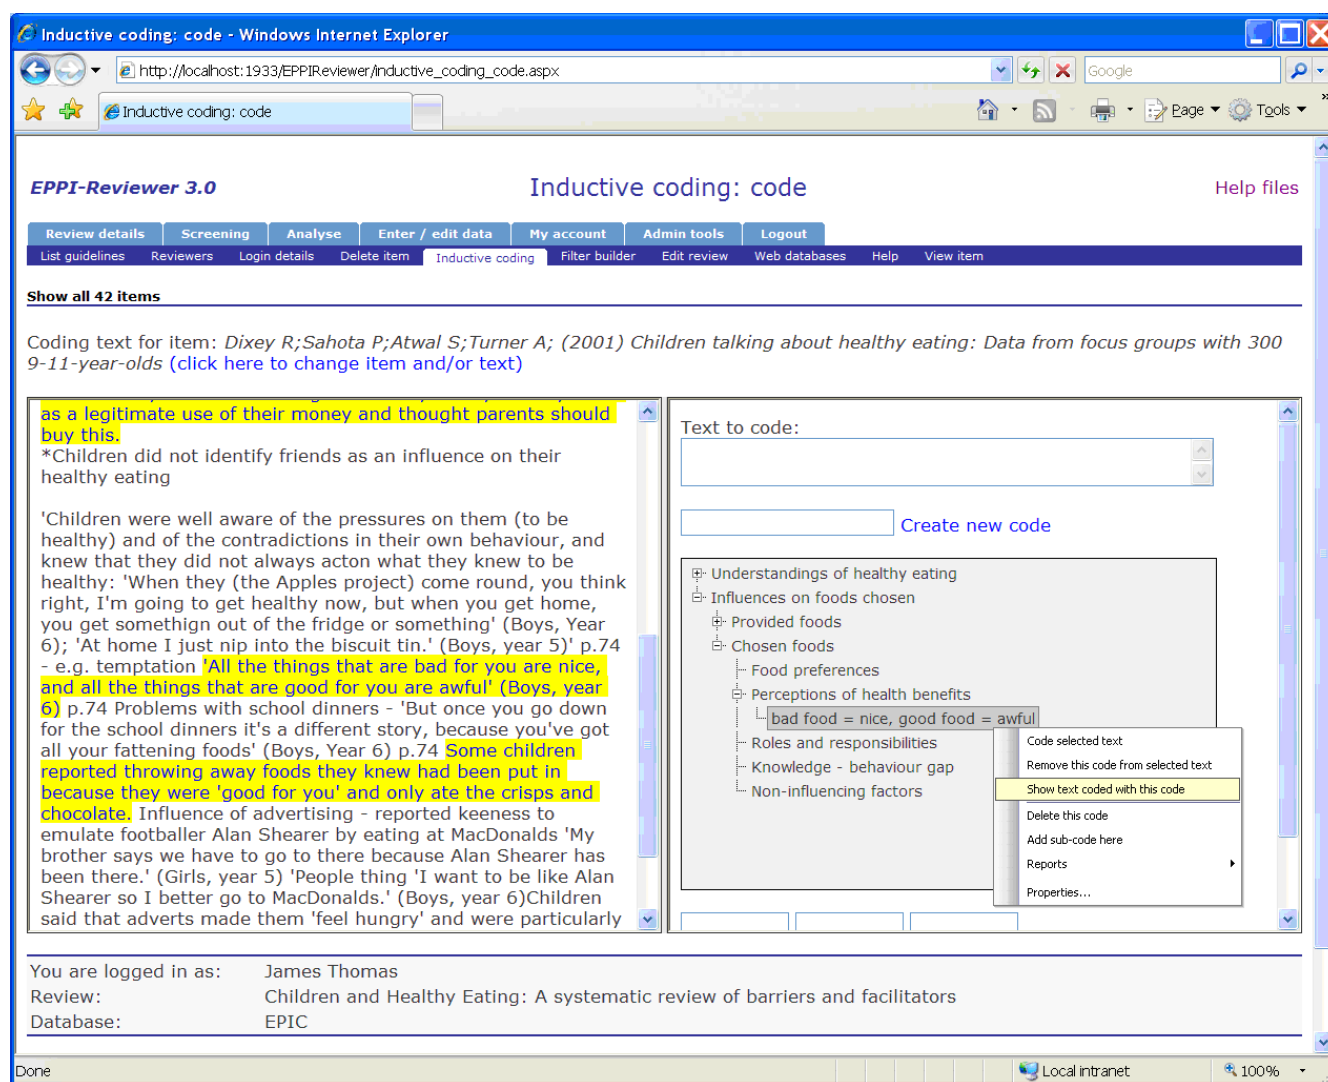 Inductive coding: code - Windows Internet Explorer
http://localhost:1933/EPPIReviewer/inductive_coding_code.aspx
Google
Inductive coding: code
Page
Tools
»
EPPI-Reviewer 3.0
Inductive coding: code
Help files
Review details Screening Analyse Enter / edit data My account Admin tools Logout
List guidelines Reviewers Login details Delete item Inductive coding Filter builder Edit review Web databases Help View item
Show all 42 items
Coding text for item: Dixey R;Sahota P;Atwal S;Turner A; (2001) Children talking about healthy eating: Data from focus groups with 300
9-11-year-olds (click here to change item and/or text)
as a legitimate use of their money and thought parents should
buy this.
*Children did not identify friends as an influence on their
healthy eating
'Children were well aware of the pressures on them (to be
healthy) and of the contradictions in their own behaviour, and
knew that they did not always acton what they knew to be
healthy: 'When they (the Apples project) come round, you think
right, I'm going to get healthy now, but when you get home,
you get somethign out of the fridge or something' (Boys, Year
6); 'At home I just nip into the biscuit tin.' (Boys, year 5)' p.74
- e.g. temptation 'All the things that are bad for you are nice,
and all the things that are good for you are awful' (Boys, year
6) p.74 Problems with school dinners - 'But once you go down
for the school dinners it's a different story, because you've got
all your fattening foods' (Boys, Year 6) p.74 Some children
reported throwing away foods they knew had been put in
because they were 'good for you' and only ate the crisps and
chocolate. Influence of advertising - reported keeness to
emulate footballer Alan Shearer by eating at MacDonalds 'My
brother says we have to go to there because Alan Shearer has
been there.' (Girls, year 5) 'People thing 'I want to be like Alan
Shearer so I better go to MacDonalds.' (Boys, year 6)Children
said that adverts made them 'feel hungry' and were particularly
Text to code:
Create new code
Understandings of healthy eating
Influences on foods chosen
Provided foods
Chosen foods
Food preferences
Perceptions of health benefits
bad food = nice, good food = awful
Roles and responsibilities
Knowledge - behaviour gap
Non-influencing factors
Code selected text
Remove this code from selected text
Show text coded with this code
Delete this code
Add sub-code here
Reports
Properties...
You are logged in as: James Thomas
Review: Children and Healthy Eating: A systematic review of barriers and facilitators
Database: EPIC
Done
Local intranet
100%